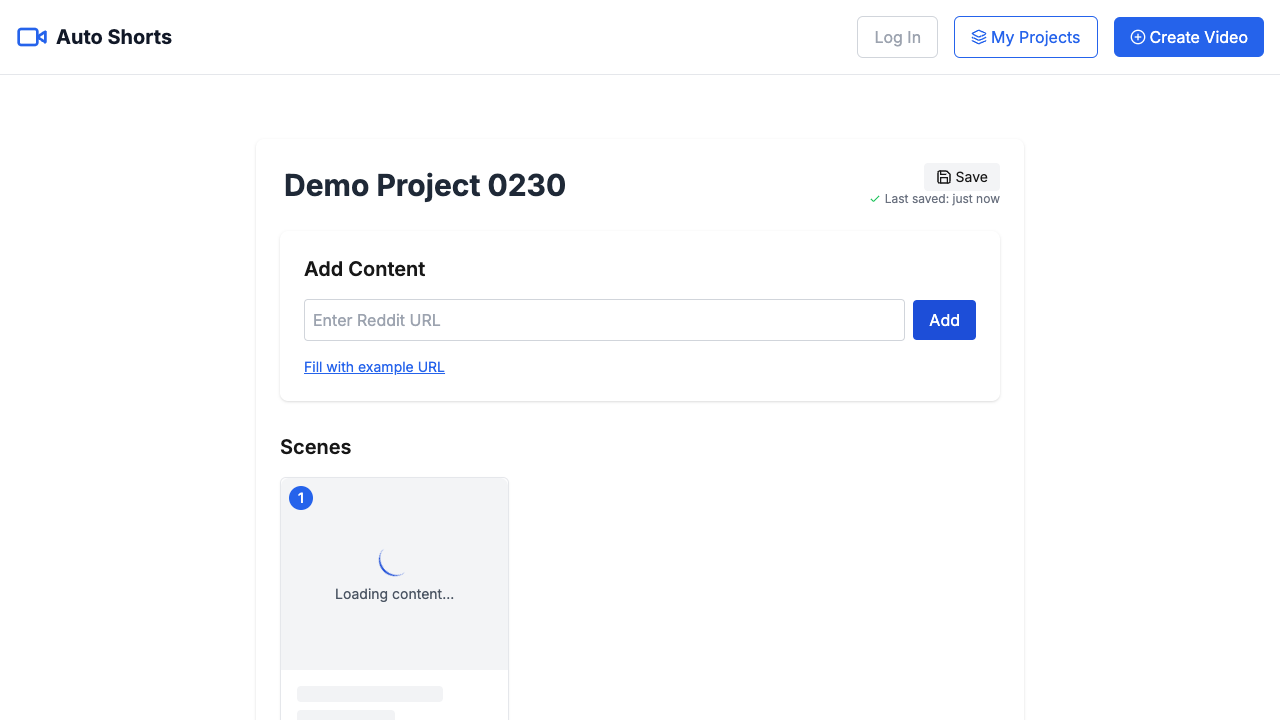 Auto Shorts
Log In
My Projects
Create Video
Demo Project 0230
Save
Last saved: just now
Add Content
Enter Reddit URL
Add
Fill with example URL
Scenes
1
Loading content...